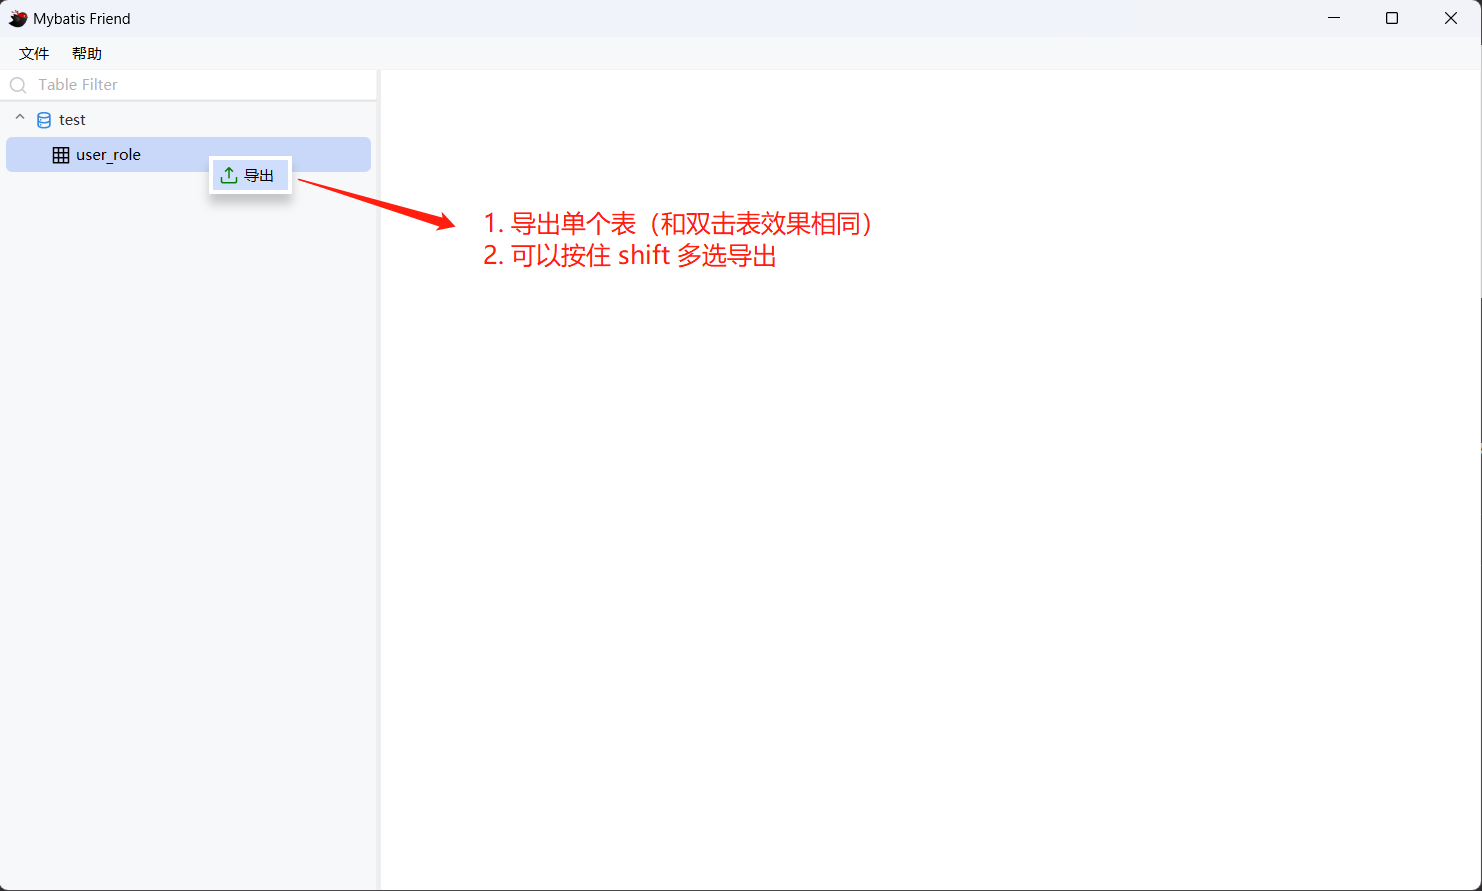 Mybatis Friend
文件 帮助
Table Filter
test
user_role
导出
1. 导出单个表（和双击表效果相同）
2. 可以按住 shift 多选导出